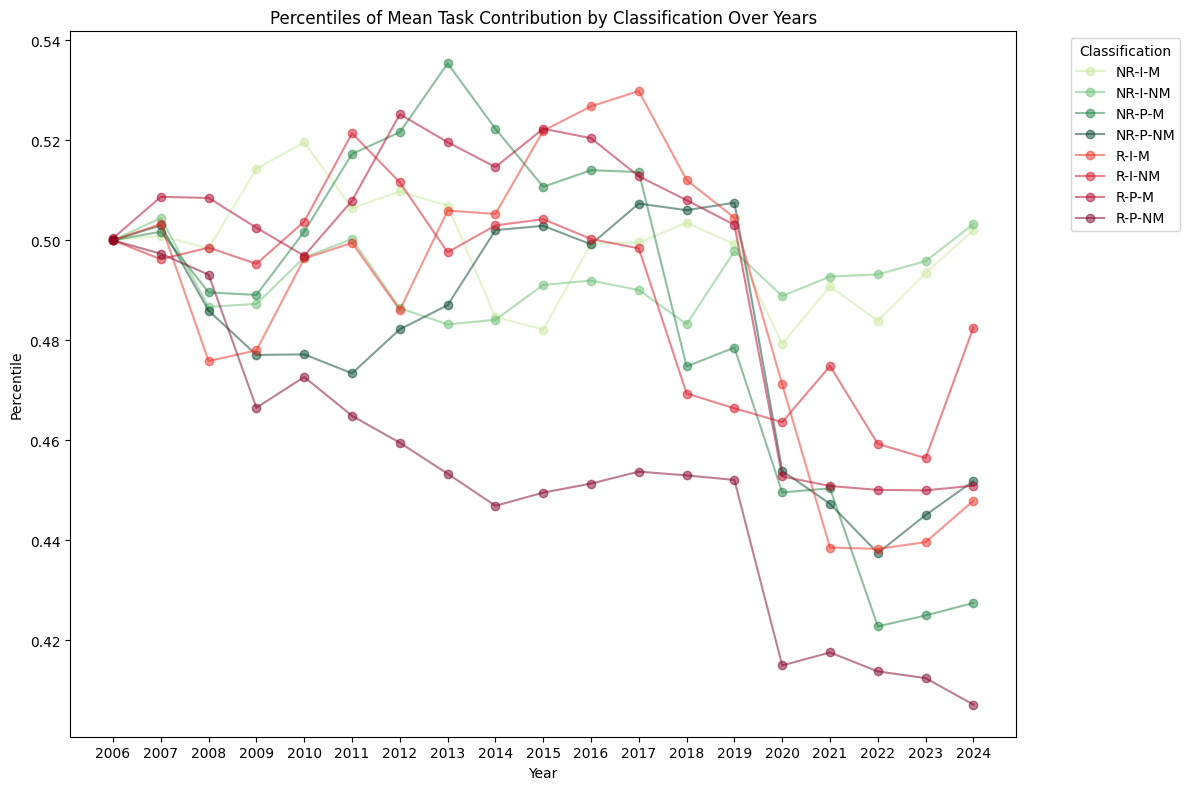 Percentiles of Mean Task Contribution by Classification Over Years
Classification
NR-I-M
NR-I-NM
NR-P-M
NR-P-NM
R-I-M
R-I-NM
R-P-M
R-P-NM
Percentile
0.54
0.52
0.50
0.48
0.46
0.44
0.42
2006 2007 2008 2009 2010 2011 2012 2013 2014 2015 2016 2017 2018 2019 2020 2021 2022 2023 2024
Year